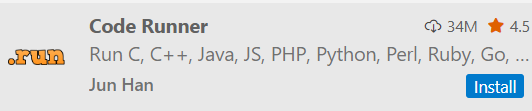 Code Runner 34M 4.5
.run Run C, C++, Java, JS, PHP, Python, Perl, Ruby, Go, ...
Jun Han Install